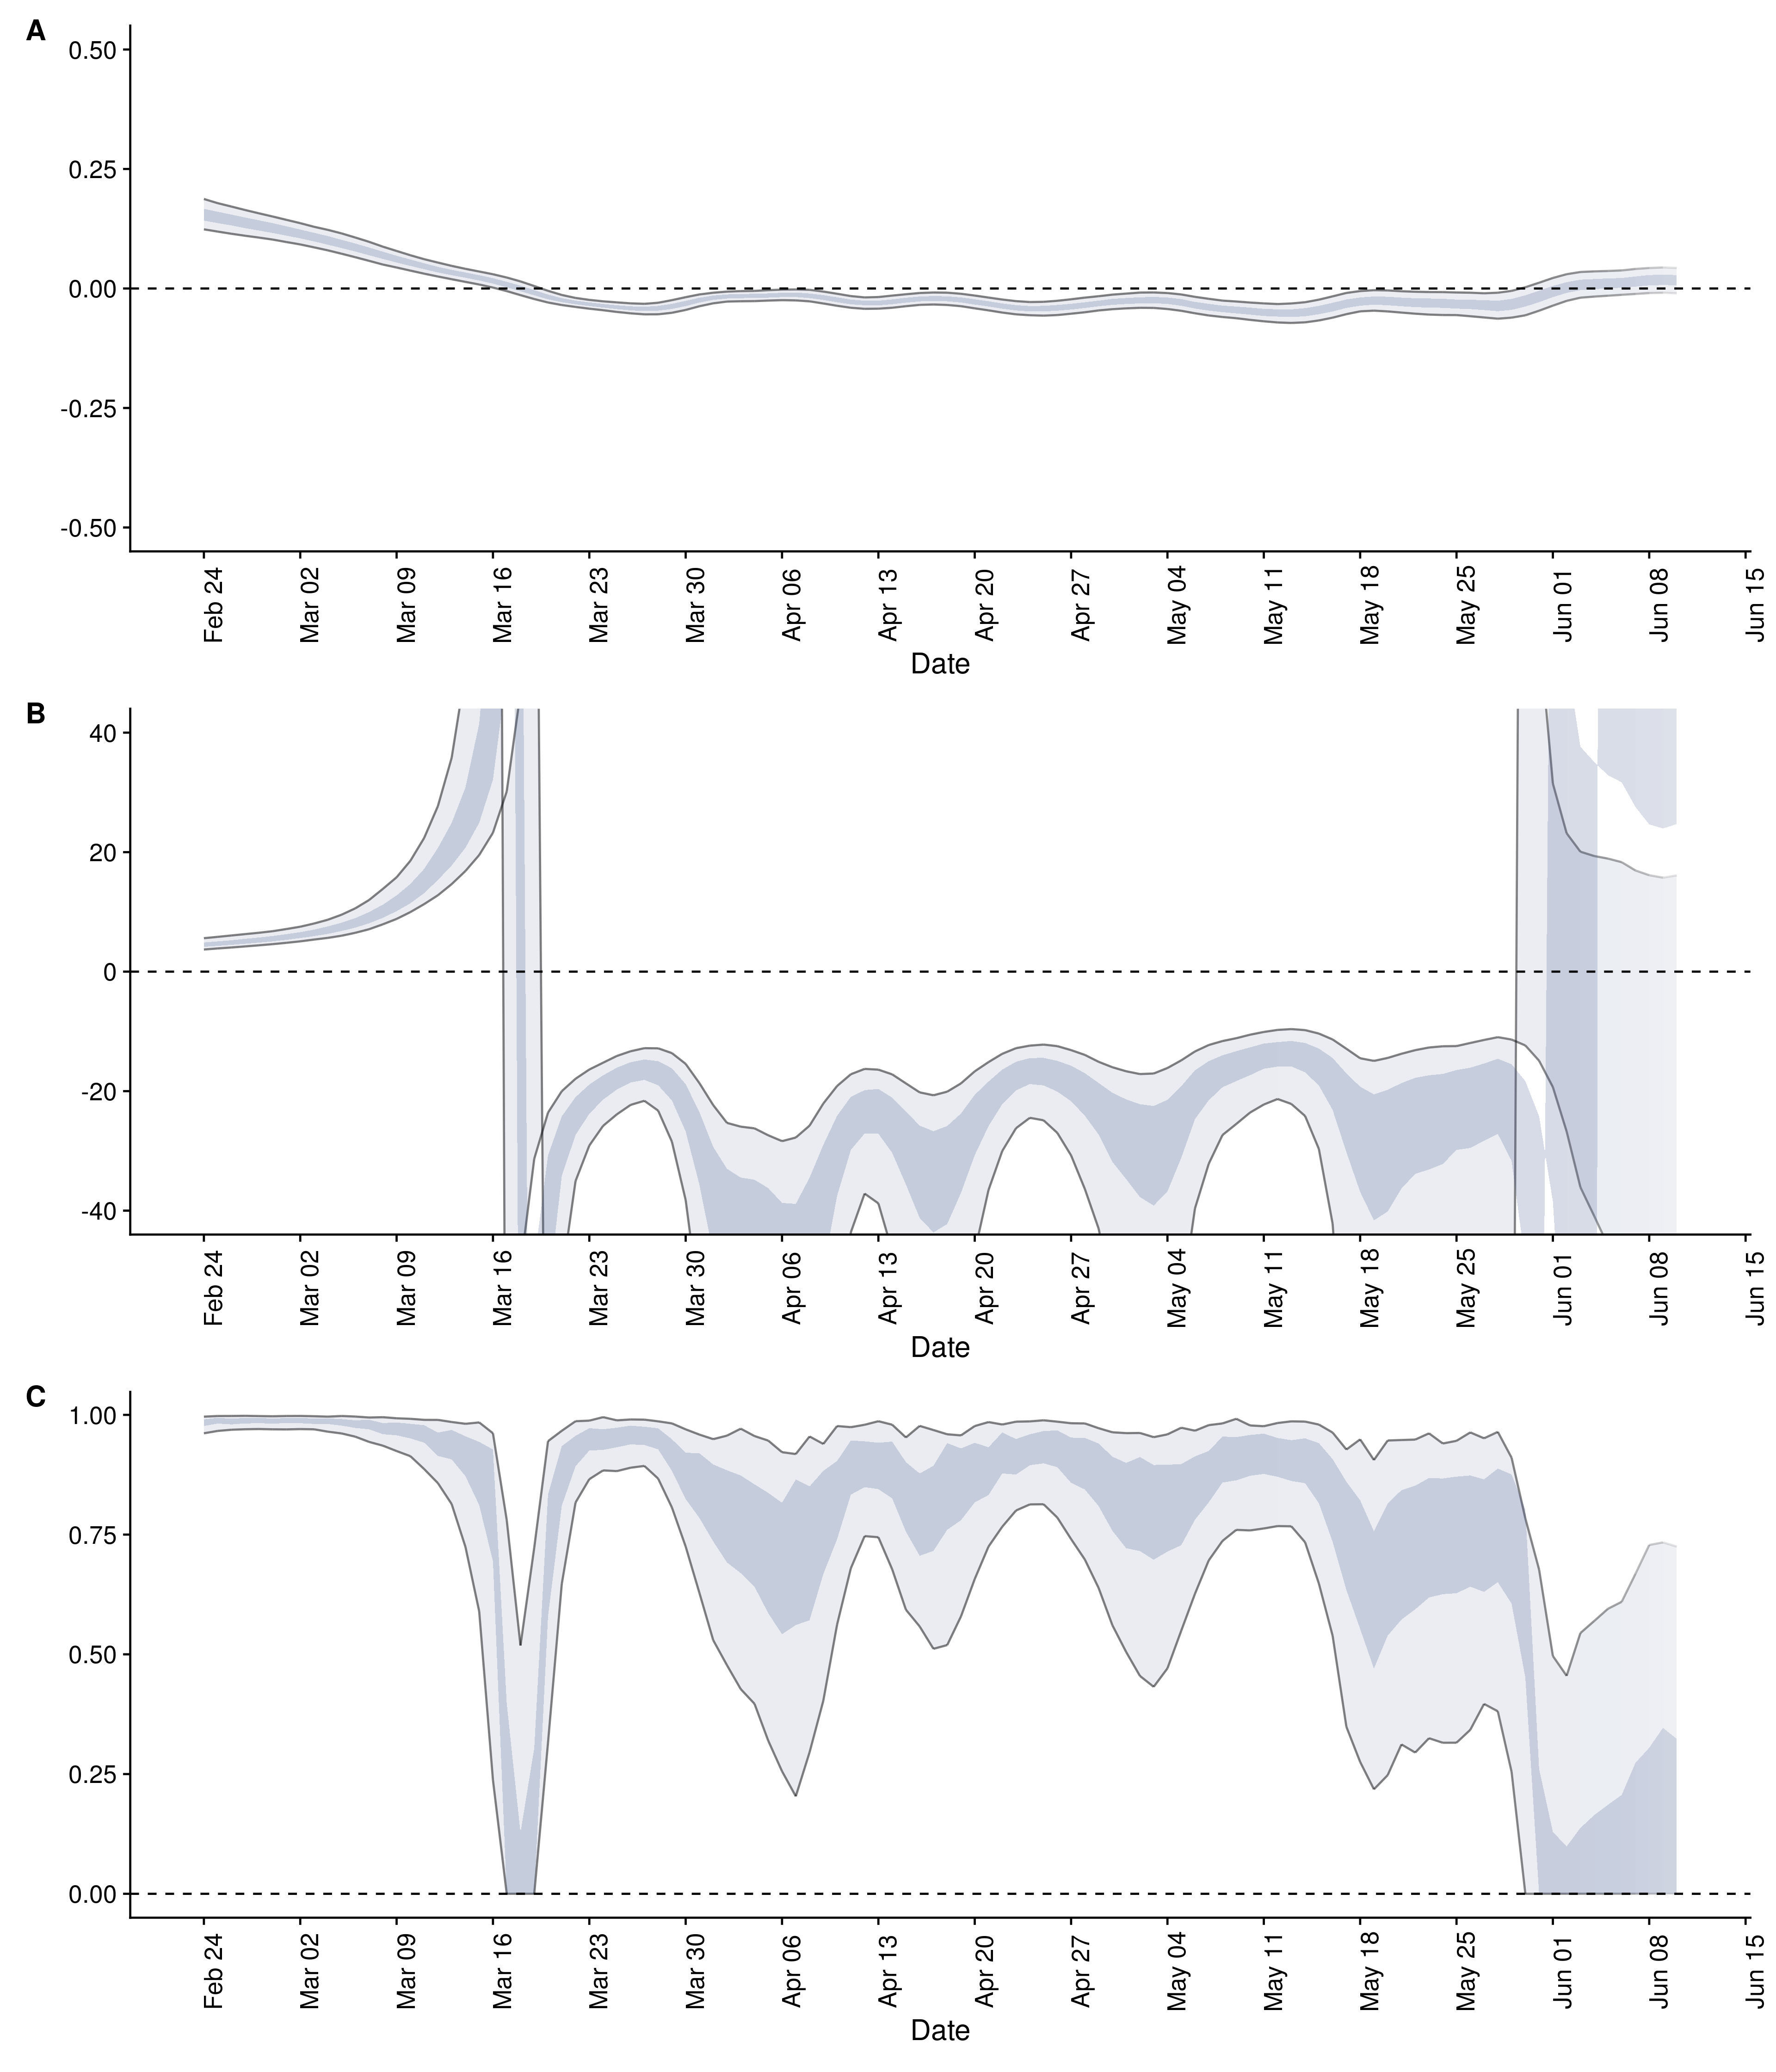 A
0.50
0.25
0.00
-0.25
-0.50
Feb 24
Mar 02
Mar 09
Mar 16
Mar 23
Mar 30
Apr 06
Apr 13
Apr 20
Apr 27
May 04
May 11
May 18
May 25
Jun 01
Jun 08
Jun 15
Date
B
40
20
0
-20
-40
Feb 24
Mar 02
Mar 09
Mar 16
Mar 23
Mar 30
Apr 06
Apr 13
Apr 20
Apr 27
May 04
May 11
May 18
May 25
Jun 01
Jun 08
Jun 15
Date
C
1.00
0.75
0.50
0.25
0.00
Feb 24
Mar 02
Mar 09
Mar 16
Mar 23
Mar 30
Apr 06
Apr 13
Apr 20
Apr 27
May 04
May 11
May 18
May 25
Jun 01
Jun 08
Jun 15
Date